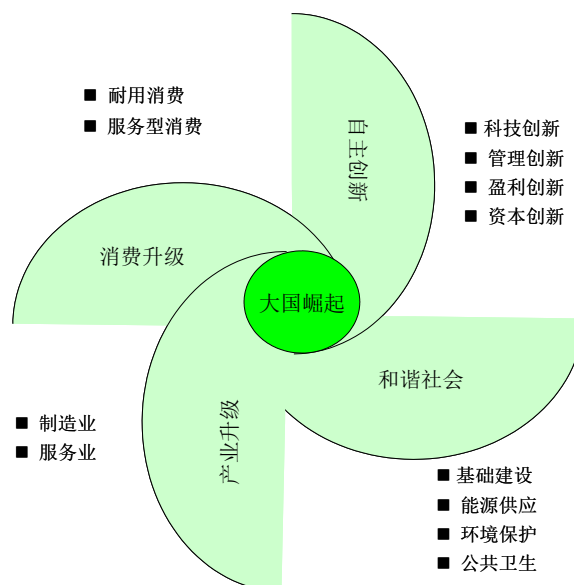 ■ 耐用消费
■ 服务型消费
自主创新
■ 科技创新
■ 管理创新
■ 盈利创新
■ 资本创新
消费升级
大国崛起
和谐社会
产业升级
■ 制造业
■ 服务业
■ 基础建设
■ 能源供应
■ 环境保护
■ 公共卫生